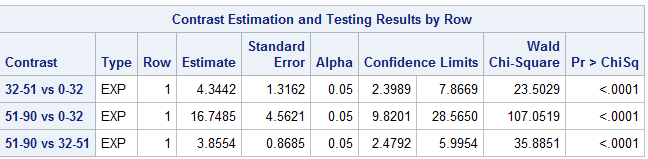 Contrast Estimation and Testing Results by Row
Contrast Type Row Estimate Standard Error Alpha Confidence Limits Wald Chi-Square Pr > ChiSq
32-51 vs 0-32 EXP 1 4.3442 1.3162 0.05 2.3989 7.8669 23.5029 <.0001
51-90 vs 0-32 EXP 1 16.7485 4.5621 0.05 9.8201 28.5650 107.0519 <.0001
51-90 vs 32-51 EXP 1 3.8554 0.8685 0.05 2.4792 5.9954 35.8851 <.0001